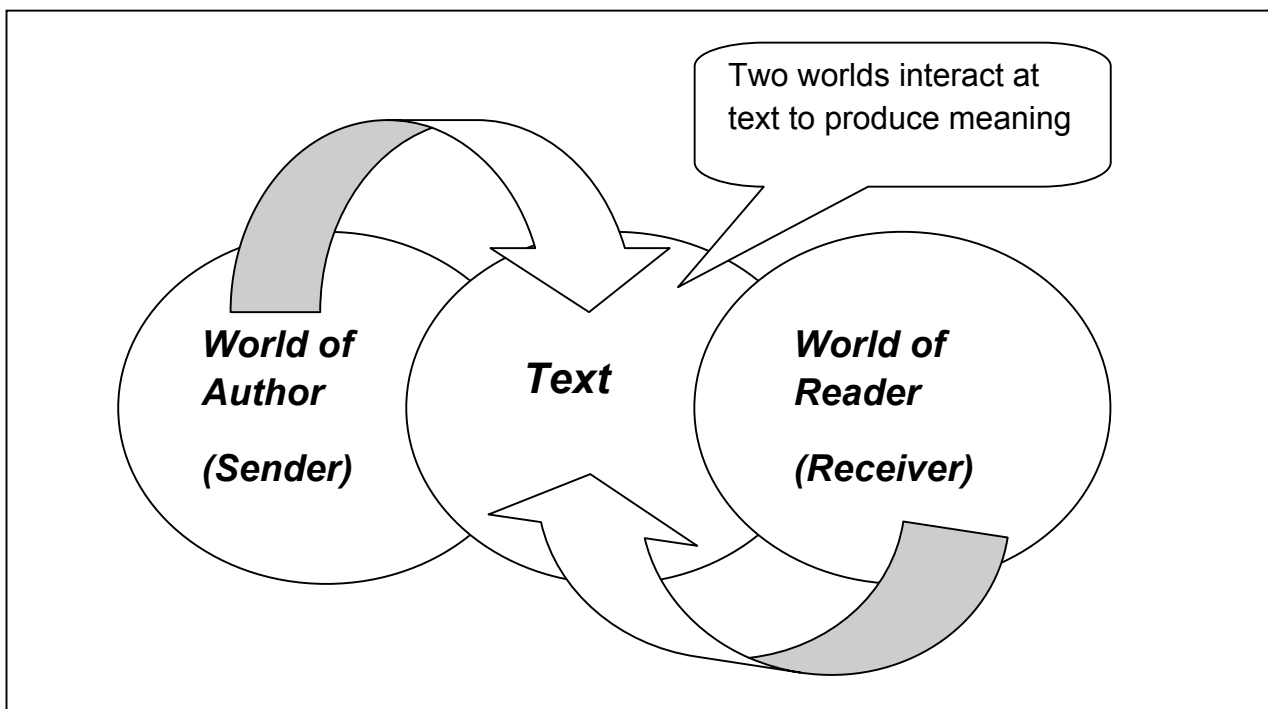 Two worlds interact at
text to produce meaning
World of
Author
(Sender)
Text
World of
Reader
(Receiver)